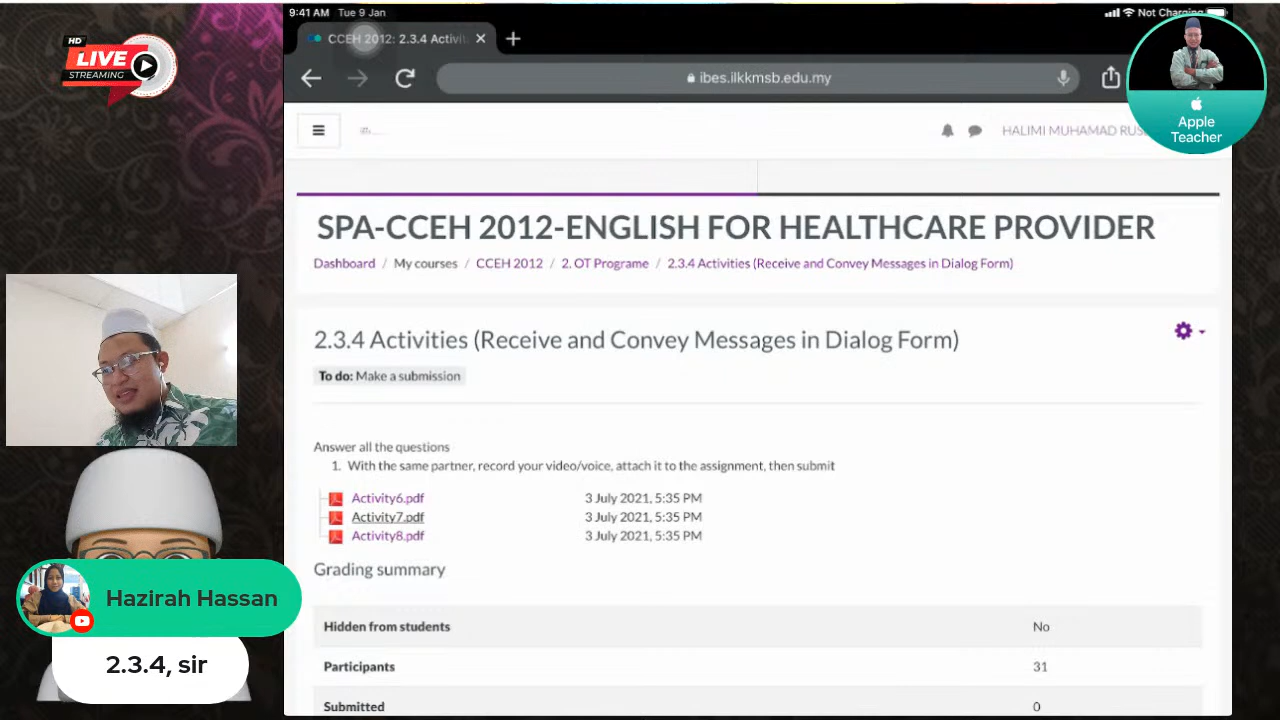 9:41 AM Tue 9 Jan
Not Charging
HD
LIVE
STREAMING
CCEH 2012: 2.3.4 Activit
ibes.ilkkmsb.edu.my
Apple
Teacher
HALIMI MUHAMAD RUS
SPA-CCEH 2012-ENGLISH FOR HEALTHCARE PROVIDER
Dashboard / My courses / CCEH 2012 / 2. OT Programe / 2.3.4 Activities (Receive and Convey Messages in Dialog Form)
2.3.4 Activities (Receive and Convey Messages in Dialog Form)
To do: Make a submission
Answer all the questions
1. With the same partner, record your video/voice, attach it to the assignment, then submit
Activity6.pdf 3 July 2021, 5:35 PM
Activity7.pdf 3 July 2021, 5:35 PM
Activity8.pdf 3 July 2021, 5:35 PM
Grading summary
Hidden from students No
Participants 31
Submitted 0
Hazirah Hassan
2.3.4, sir